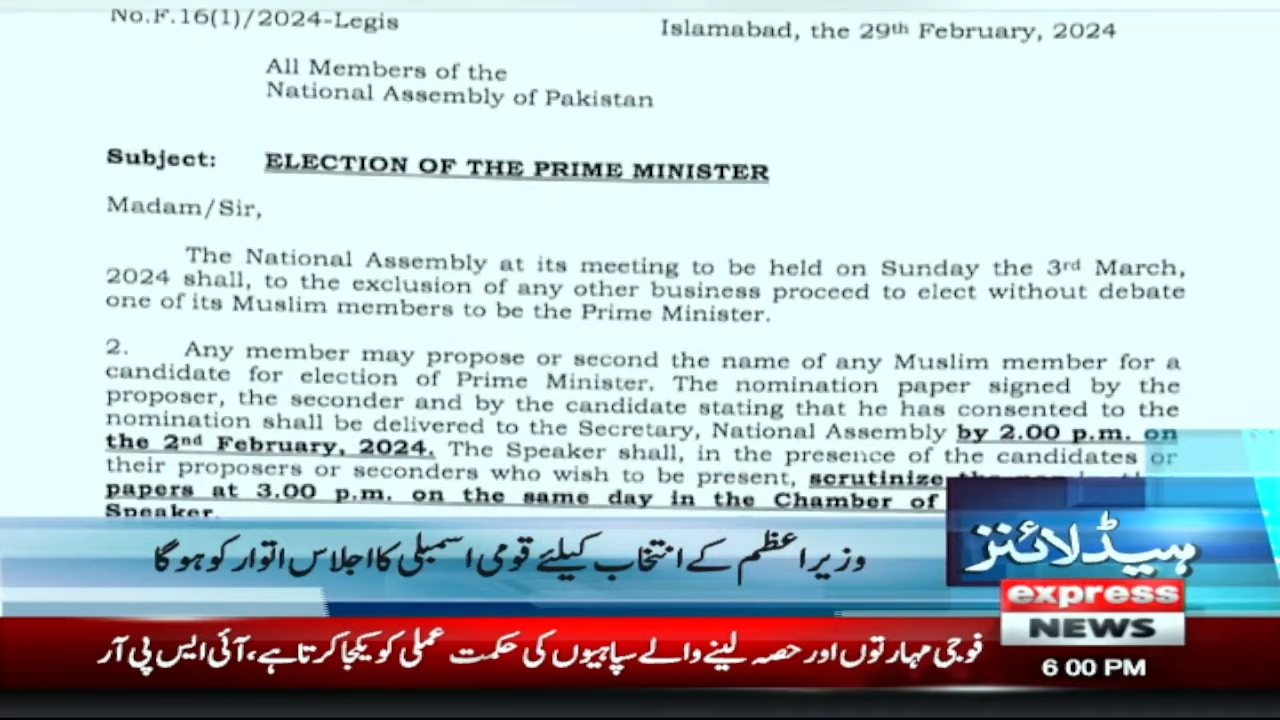 No.F.16(1)/2024-Legis
Islamabad, the 29th February, 2024
All Members of the
National Assembly of Pakistan
Subject: ELECTION OF THE PRIME MINISTER
Madam/Sir,
The National Assembly at its meeting to be held on Sunday the 3rd March,
2024 shall, to the exclusion of any other business proceed to elect without debate
one of its Muslim members to be the Prime Minister.
2. Any member may propose or second the name of any Muslim member for a
candidate for election of Prime Minister. The nomination paper signed by the
proposer, the seconder and by the candidate stating that he has consented to the
nomination shall be delivered to the Secretary, National Assembly by 2.00 p.m. on
the 2nd February, 2024. The Speaker shall, in the presence of the candidates or
their proposers or seconders who wish to be present, scrutinize the
papers at 3.00 p.m. on the same day in the Chamber of
Speaker.
وزیراعظم کے انتخاب کیلئے قومی اسمبلی کا اجلاس اتوار کو ہوگا
ہیڈلائنز
express
NEWS
فوجی مہارتوں اور حصہ لینے والے سپاہیوں کی حکمت عملی کو یکجا کرتا ہے، آئی ایس پی آر
6:00 PM